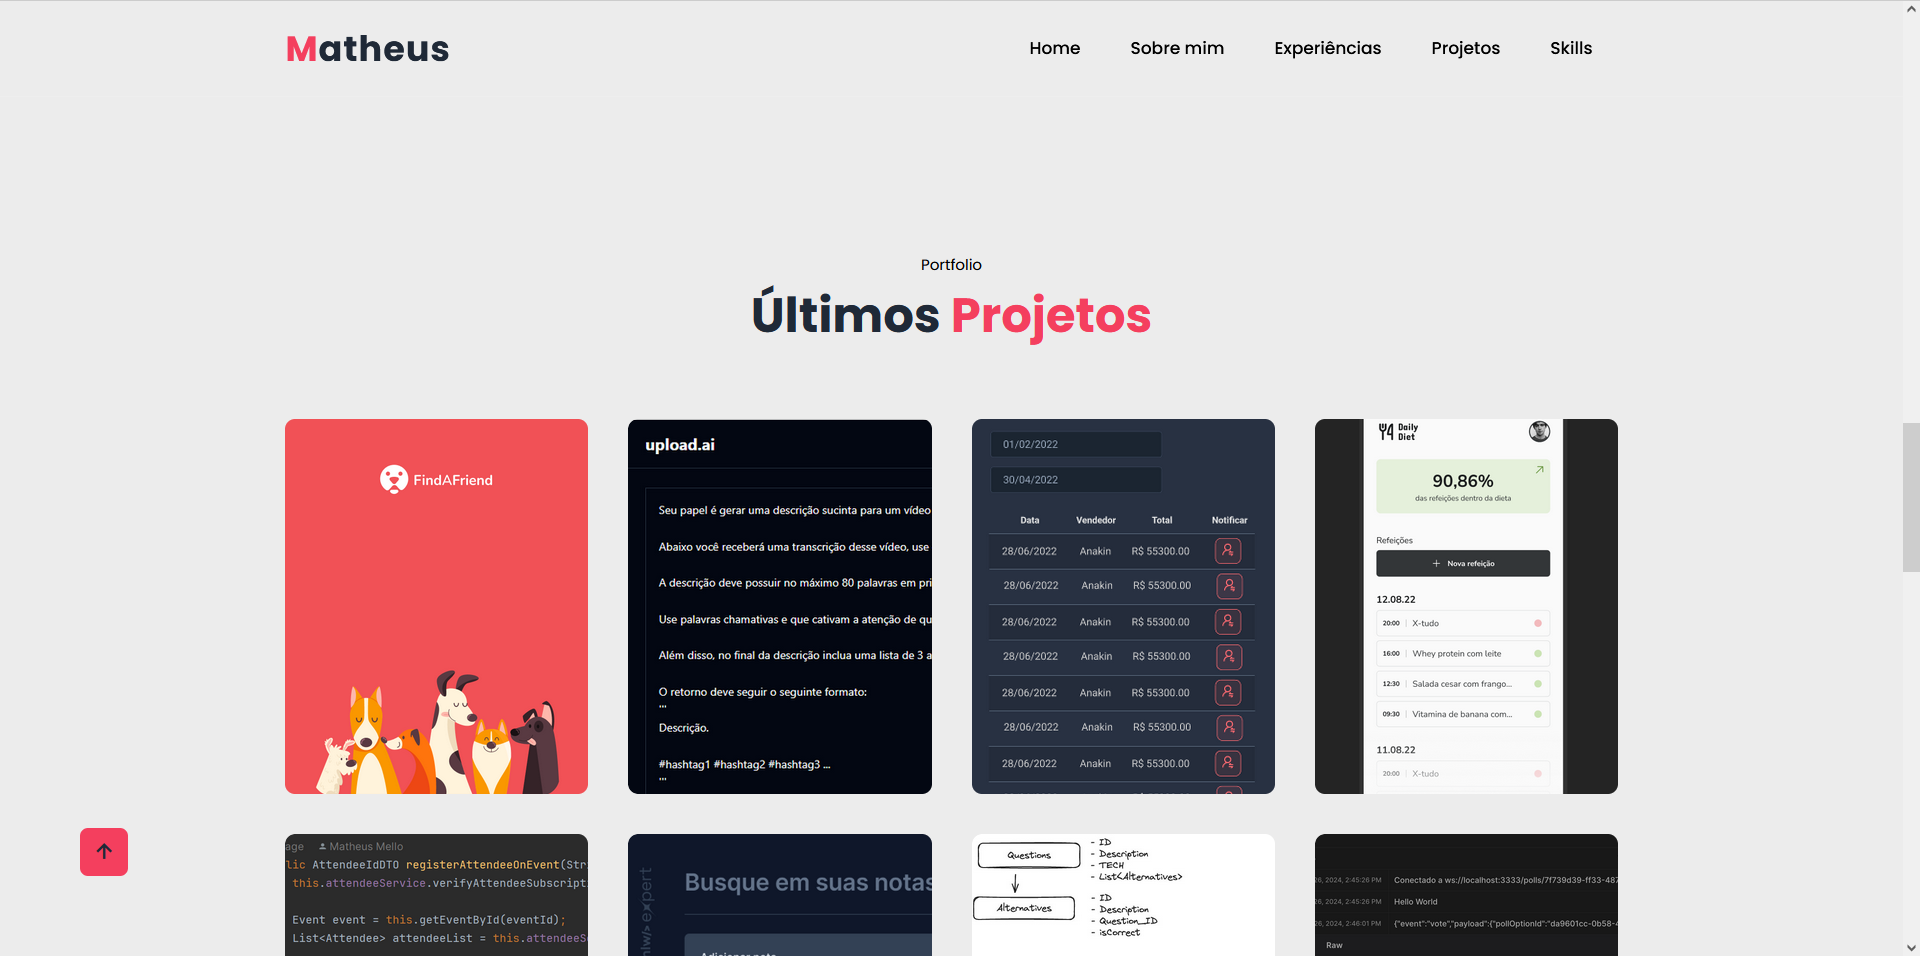 Matheus
Home
Sobre mim
Experiências
Projetos
Skills
Portfolio
Últimos Projetos
FindAFriend
upload.ai
Seu papel é gerar uma descrição sucinta para um vídeo
Abaixo você receberá uma transcrição desse vídeo, use
A descrição deve possuir no máximo 80 palavras em pri
Use palavras chamativas e que cativam a atenção de qu
Além disso, no final da descrição inclua uma lista de 3 a
O retorno deve seguir o seguinte formato:
'''
Descrição.
#hashtag1 #hashtag2 #hashtag3 ...
'''
01/02/2022
30/04/2022
Data Vendedor Total Notificar
28/06/2022 Anakin R$ 55300.00
28/06/2022 Anakin R$ 55300.00
28/06/2022 Anakin R$ 55300.00
28/06/2022 Anakin R$ 55300.00
28/06/2022 Anakin R$ 55300.00
28/06/2022 Anakin R$ 55300.00
28/06/2022 Anakin R$ 55300.00
Daily
Diet
90,86%
das refeições dentro da dieta
Refeições
+ Nova refeição
12.08.22
20:00 | X-tudo
16:00 | Whey protein com leite
12:30 | Salada cesar com frango...
09:30 | Vitamina de banana com...
11.08.22
20:00 | X-tudo
age Matheus Mello
lic AttendeeIdDTO registerAttendeeOnEvent(Str
this.attendeeService.verifyAttendeeSubscript
Event event = this.getEventById(eventId);
List<Attendee> attendeeList = this.attendeeS
nlw/> expert
Busque em suas notas
Questions
- ID
- Description
- TECH
- List<Alternatives>
Alternatives
- ID
- Description
- Question_ID
- isCorrect
26, 2024, 2:45:26 PM Conectado a ws://localhost:3333/polls/7f739d39-ff33-487
26, 2024, 2:45:26 PM Hello World
26, 2024, 2:46:01 PM {"event":"vote","payload":{"pollOptionId":"da9601cc-0b58-4
Raw